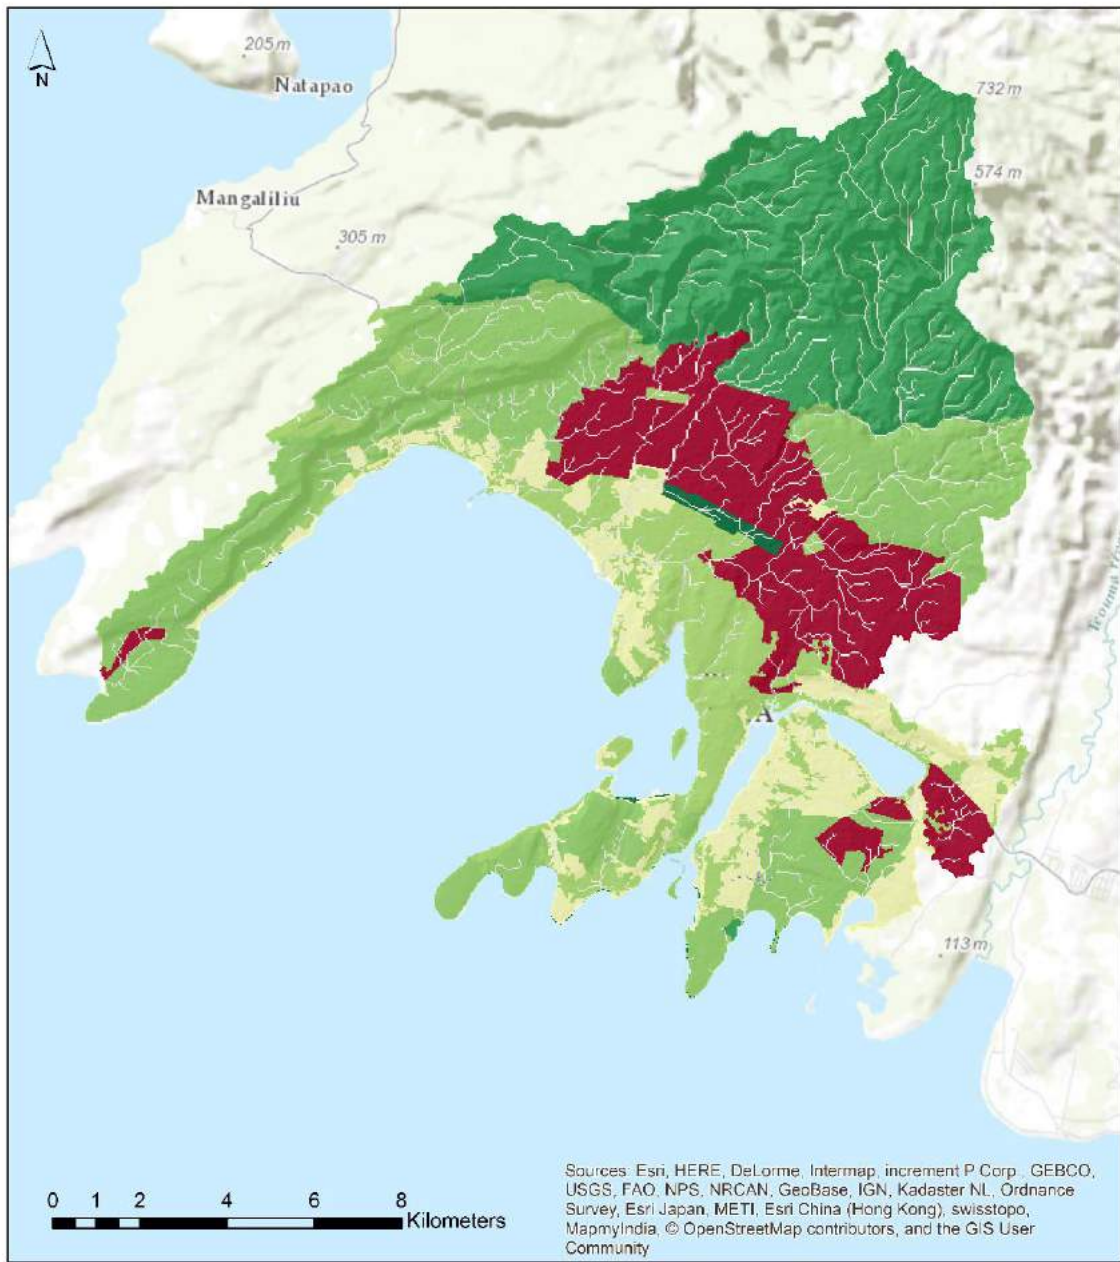 N
205 m
Natapao
732 m
574 m
Mangaliliu
305 m
A
113 m
0 1 2 4 6 8
Kilometers
Sources: Esri, HERE, DeLorme, Intermap, increment P Corp., GEBCO,
USGS, FAO, NPS, NRCAN, GeoBase, IGN, Kadaster NL, Ordnance
Survey, Esri Japan, METI, Esri China (Hong Kong), swisstopo,
MapmyIndia, © OpenStreetMap contributors, and the GIS User
Community